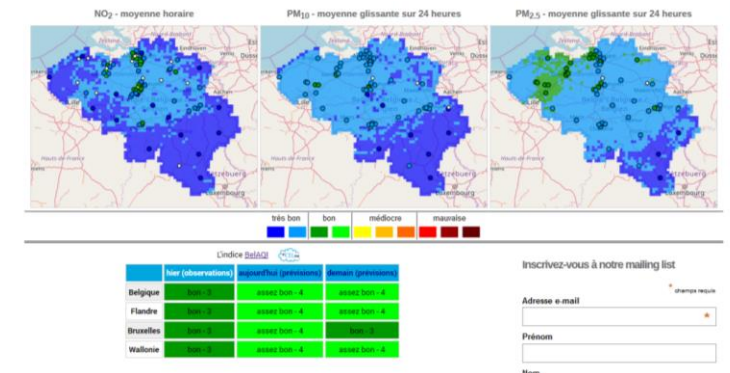 NO2 - moyenne horaire
PM10 - moyenne glissante sur 24 heures
PM2.5 - moyenne glissante sur 24 heures
très bon
bon
médiocre
mauvaise
L'indice BelAQI
hier (observations)
aujourd'hui (prévisions)
demain (prévisions)
Belgique
bon - 3
assez bon - 4
assez bon - 4
Flandre
bon - 3
assez bon - 4
assez bon - 4
Bruxelles
bon - 3
assez bon - 4
bon - 3
Wallonie
bon - 3
assez bon - 4
assez bon - 4
Inscrivez-vous à notre mailing list
* champs requis
Adresse e-mail
*
Prénom
Nom